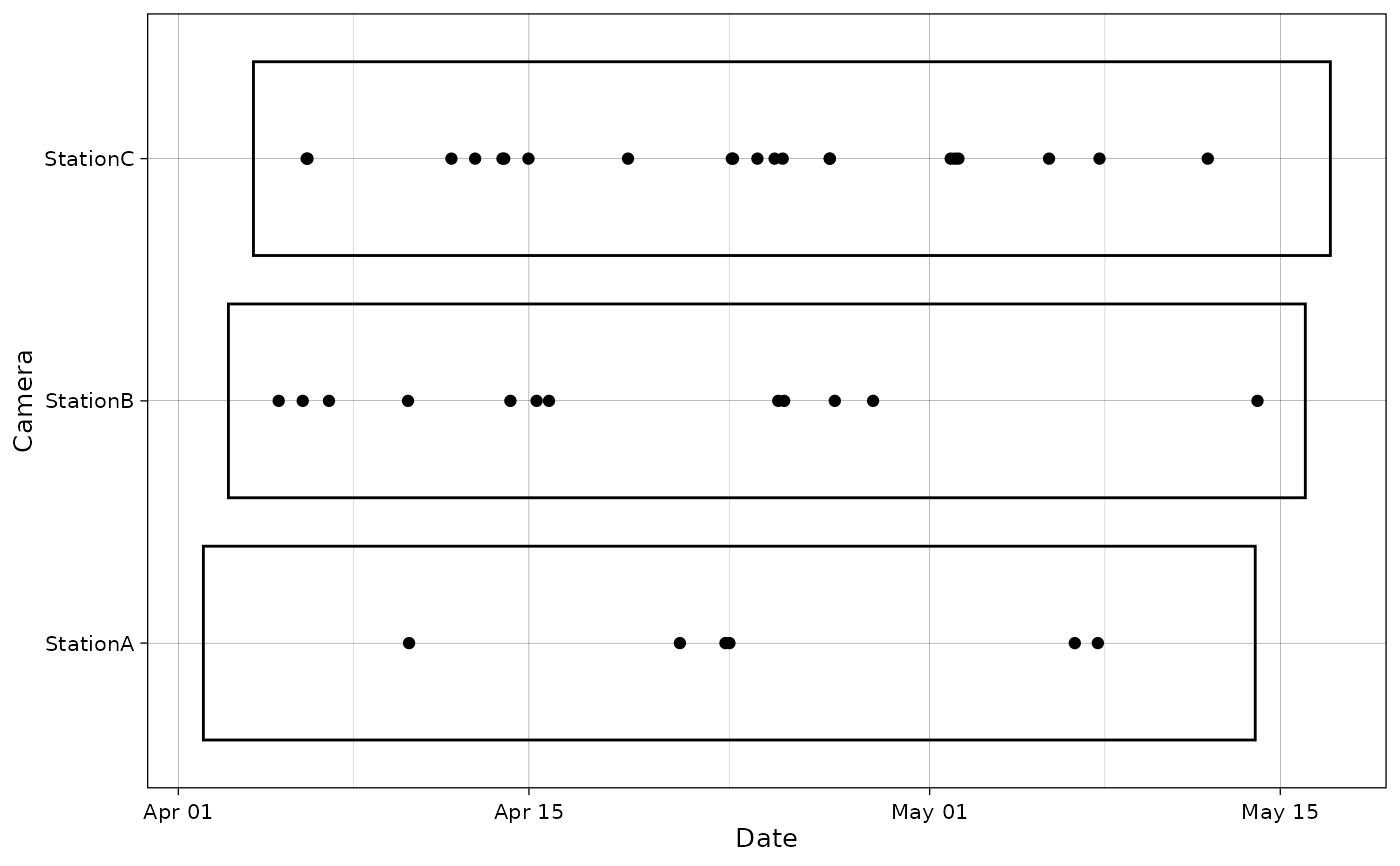 StationC
StationB
StationA
Camera
Apr 01
Apr 15
May 01
May 15
Date